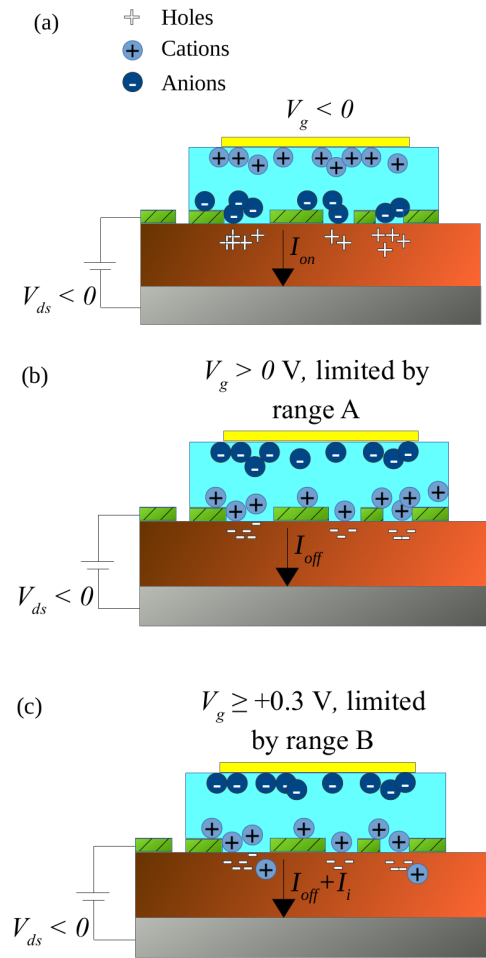 (a)
Holes
+ Cations
- Anions
V_g < 0
I_on
V_ds < 0
(b)
V_g > 0 V, limited by
range A
I_off
V_ds < 0
(c)
V_g ≥ +0.3 V, limited
by range B
I_off+I_i
V_ds < 0